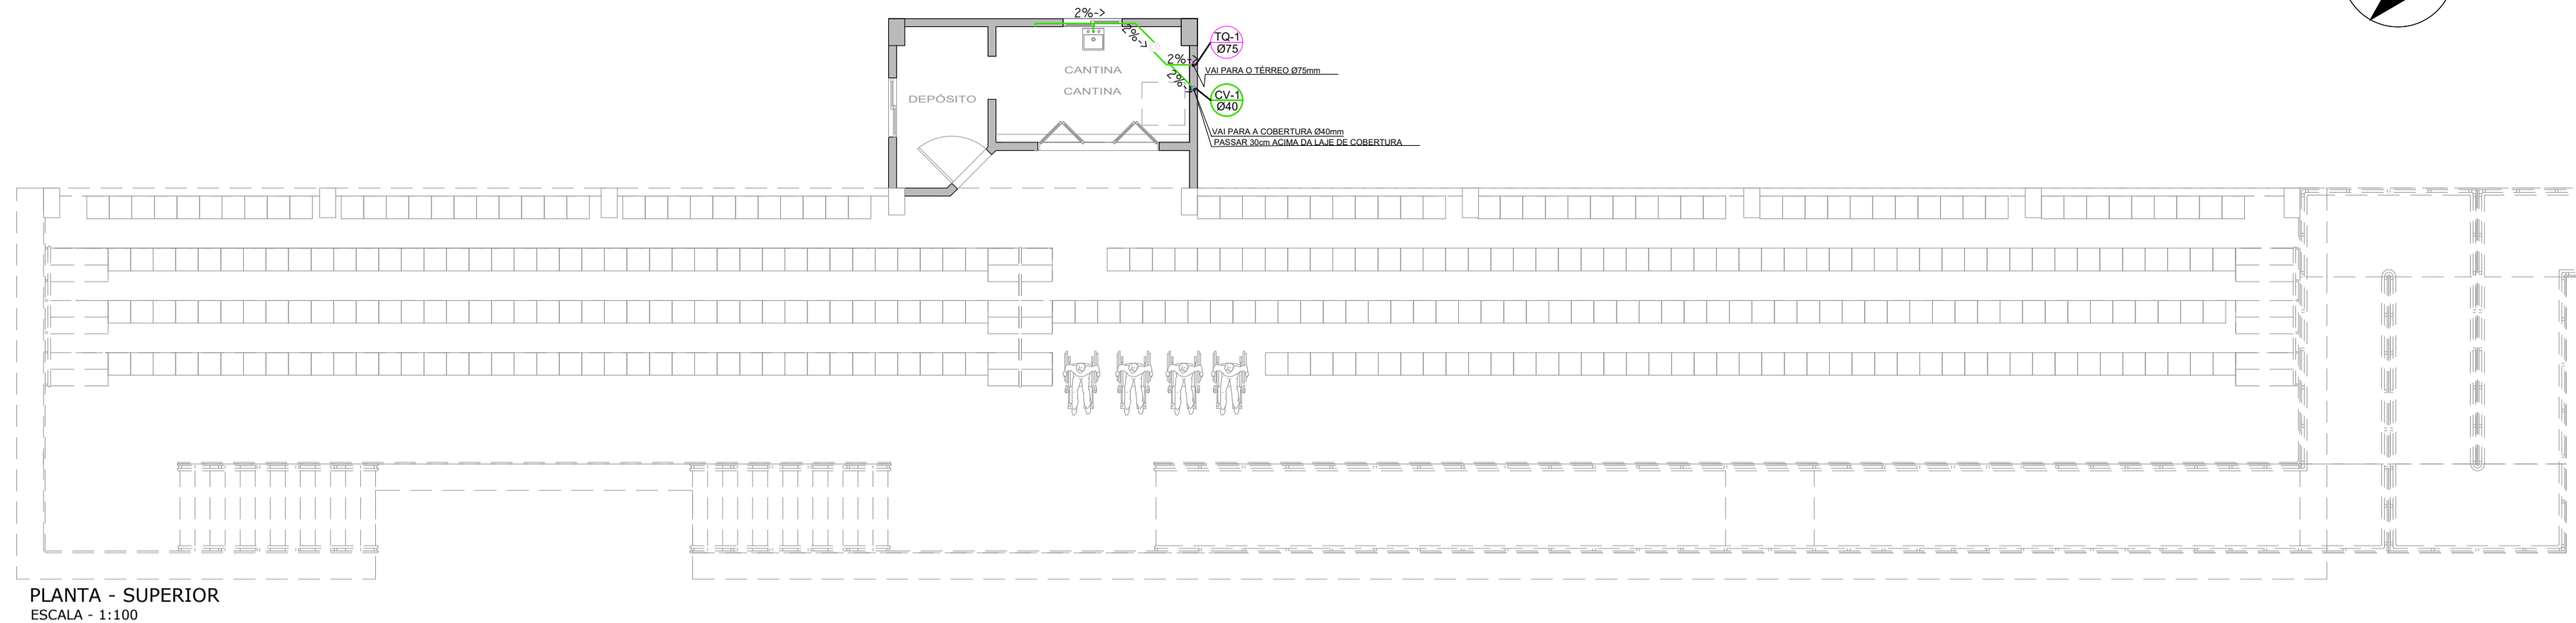 2%->
2%->
TQ-1
Ø75
2%->
VAI PARA O TÉRREO Ø75mm
CANTINA
2%->
CANTINA
CV-1
Ø40
DEPÓSITO
VAI PARA A COBERTURA Ø40mm
PASSAR 30cm ACIMA DA LAJE DE COBERTURA
PLANTA - SUPERIOR
ESCALA - 1:100